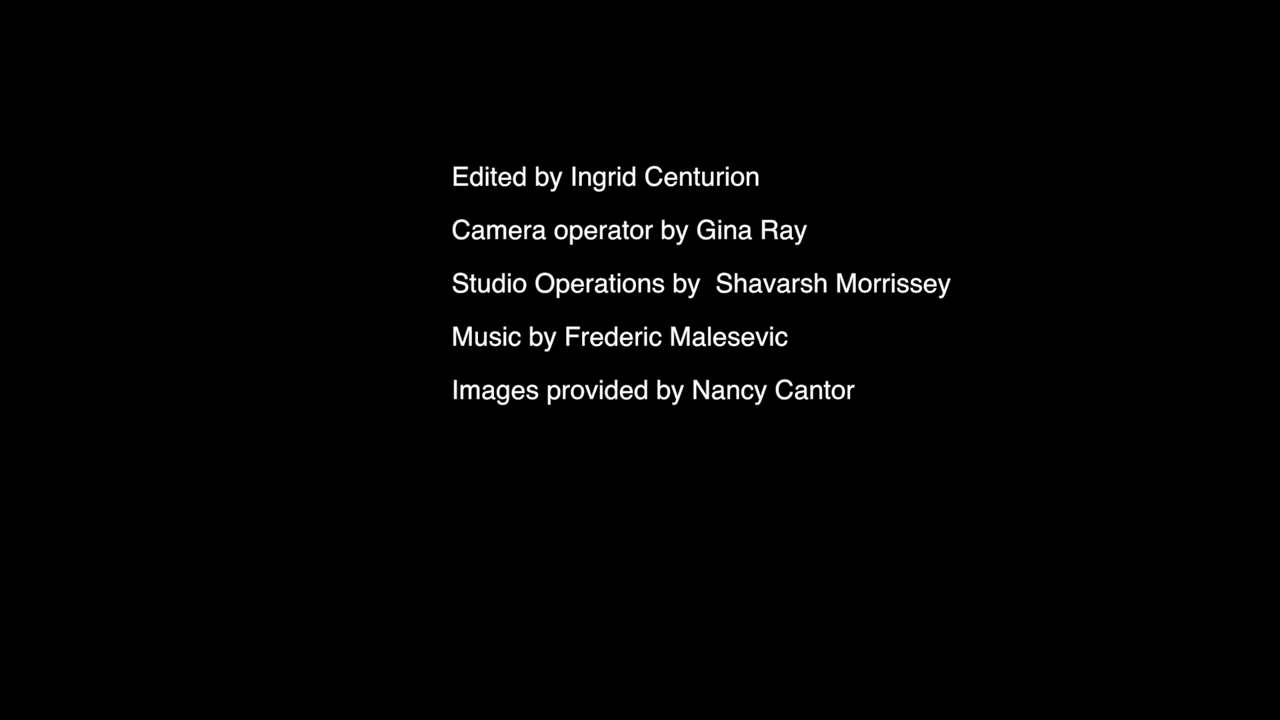 Edited by Ingrid Centurion
Camera operator by Gina Ray
Studio Operations by  Shavarsh Morrissey
Music by Frederic Malesevic
Images provided by Nancy Cantor